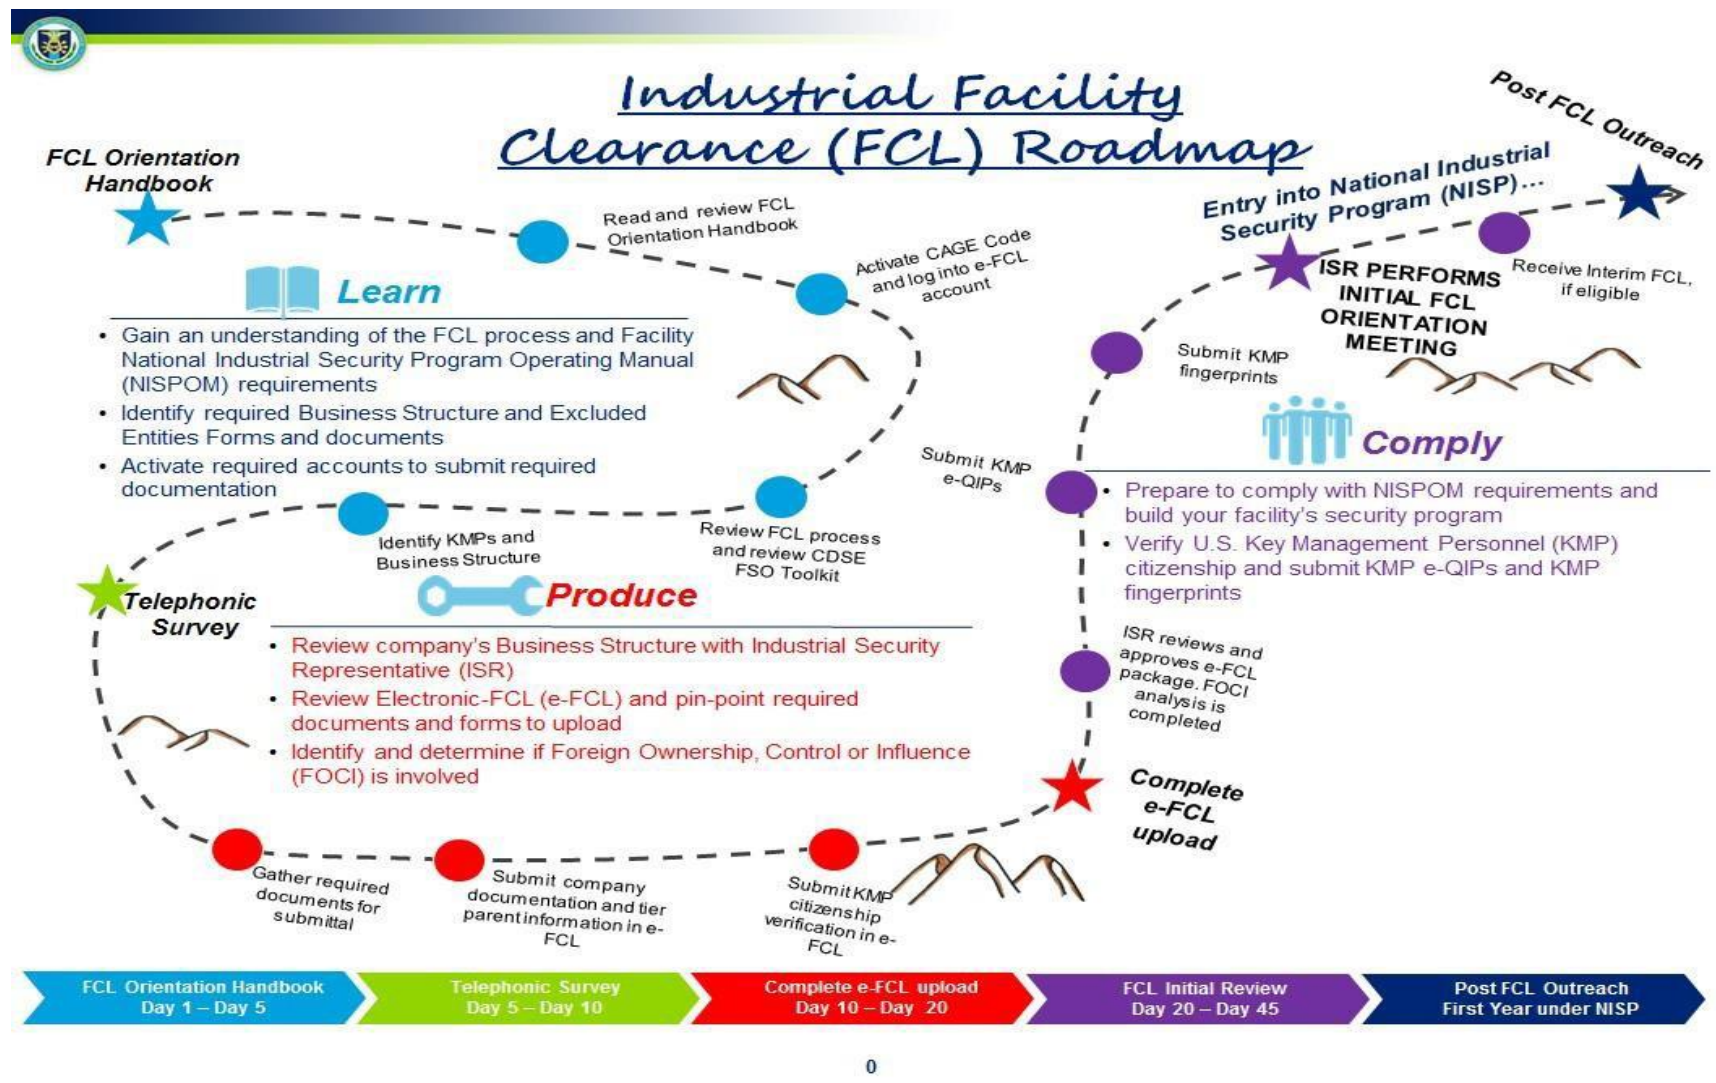 Industrial Facility
Clearance (FCL) Roadmap
FCL Orientation
Handbook
Read and review FCL
Orientation Handbook
Activate CAGE Code
and log into e-FCL
account
Learn
• Gain an understanding of the FCL process and Facility
National Industrial Security Program Operating Manual
(NISPOM) requirements
• Identify required Business Structure and Excluded
Entities Forms and documents
• Activate required accounts to submit required
documentation
Review FCL process
and review CDSE
FSO Toolkit
Identify KMPs and
Business Structure
Telephonic
Survey
Produce
• Review company's Business Structure with Industrial Security
Representative (ISR)
• Review Electronic-FCL (e-FCL) and pin-point required
documents and forms to upload
• Identify and determine if Foreign Ownership, Control or Influence
(FOCI) is involved
Gather required
documents for
submittal
Submit company
documentation and tier
parent information in e-
FCL
Submit KMP
citizenship
verification in e-
FCL
Complete
e-FCL
upload
ISR reviews and
approves e-FCL
package. FOCI
analysis is
completed
Submit KMP
e-QIPs
Comply
• Prepare to comply with NISPOM requirements and
build your facility's security program
• Verify U.S. Key Management Personnel (KMP)
citizenship and submit KMP e-QIPs and KMP
fingerprints
Submit KMP
fingerprints
ISR PERFORMS
INITIAL FCL
ORIENTATION
MEETING
Entry into National Industrial
Security Program (NISP)...
Receive Interim FCL,
if eligible
Post FCL Outreach
FCL Orientation Handbook
Day 1 – Day 5
Telephonic Survey
Day 5 – Day 10
Complete e-FCL upload
Day 10 – Day 20
FCL Initial Review
Day 20 – Day 45
Post FCL Outreach
First Year under NISP
0